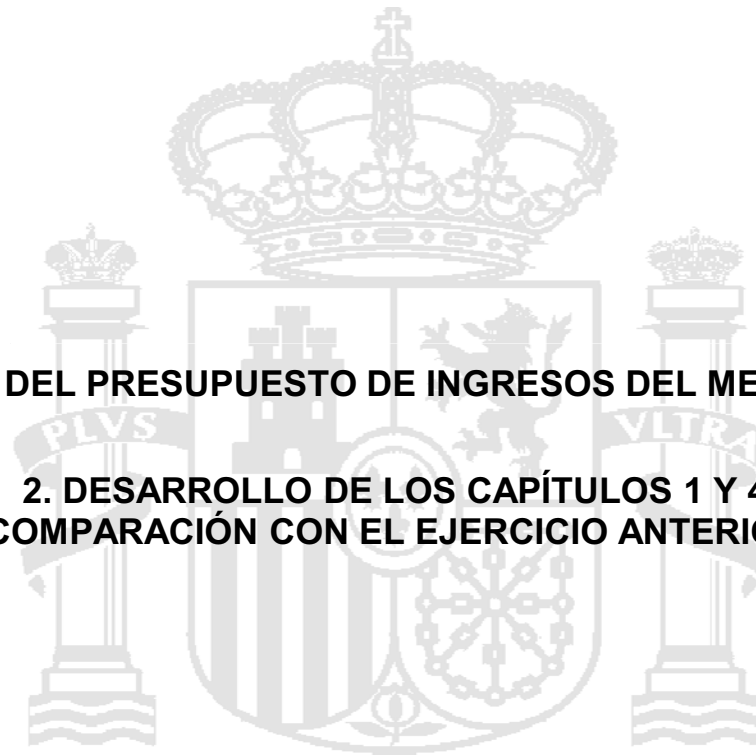 DEL PRESUPUESTO DE INGRESOS DEL ME
PLVS
VLTRA
2. DESARROLLO DE LOS CAPÍTULOS 1 Y 4
COMPARACIÓN CON EL EJERCICIO ANTERIO